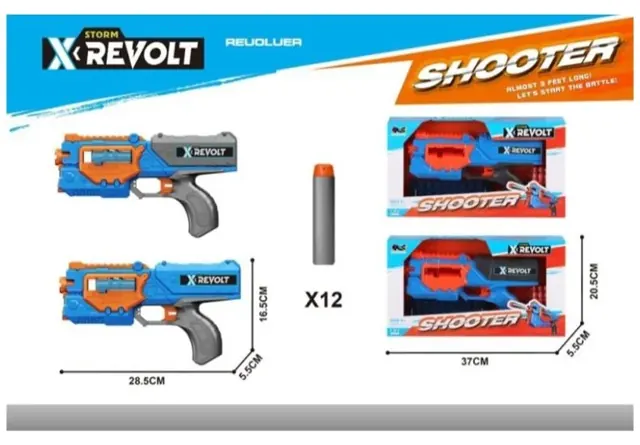 STORM
X REVOLT
REUOLUER
SHOOTER
ALMOST 3 FEET LONG!
LET'S START THE BATTLE!
X REVOLT
X REVOLT
X12
16.5CM
5.5CM
28.5CM
X REVOLT
X REVOLT
SHOOTER
X REVOLT
X REVOLT
SHOOTER
20.5CM
5.5CM
37CM